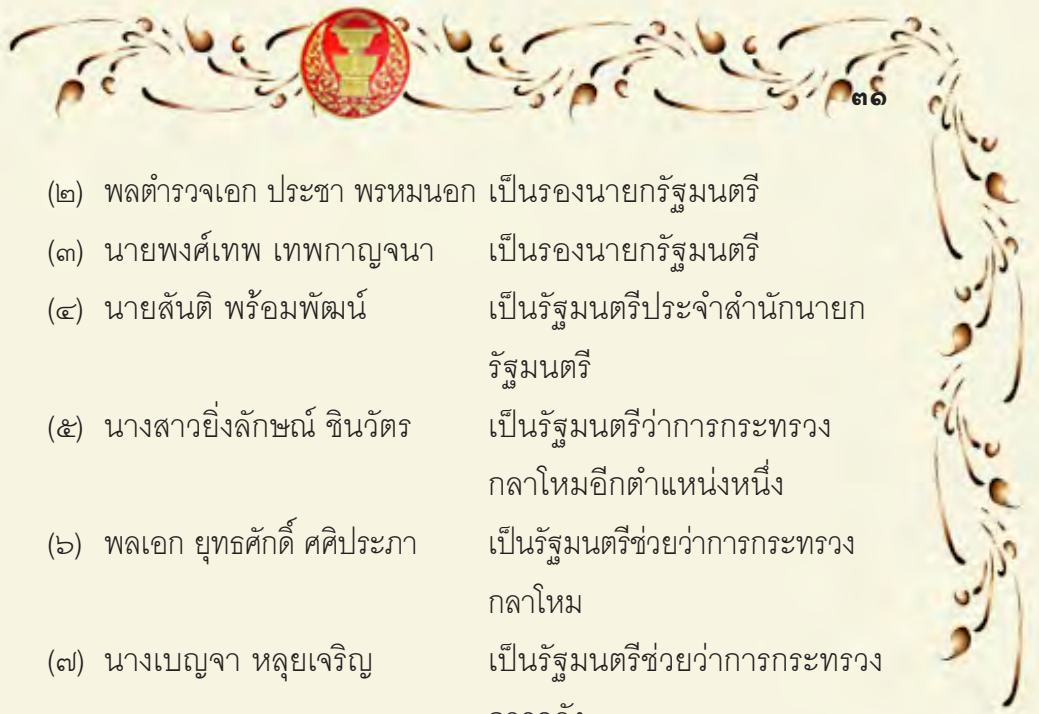 ๓๑
(๒) พลตำรวจเอก ประชา พรหมนอก เป็นรองนายกรัฐมนตรี
(๓) นายพงศ์เทพ เทพกาญจนา เป็นรองนายกรัฐมนตรี
(๔) นายสันติ พร้อมพัฒน์ เป็นรัฐมนตรีประจำสำนักนายก
รัฐมนตรี
(๕) นางสาวยิ่งลักษณ์ ชินวัตร เป็นรัฐมนตรีว่าการกระทรวง
กลาโหมอีกตำแหน่งหนึ่ง
(๖) พลเอก ยุทธศักดิ์ ศศิประภา เป็นรัฐมนตรีช่วยว่าการกระทรวง
กลาโหม
(๗) นางเบญจา หลุยเจริญ เป็นรัฐมนตรีช่วยว่าการกระทรวง